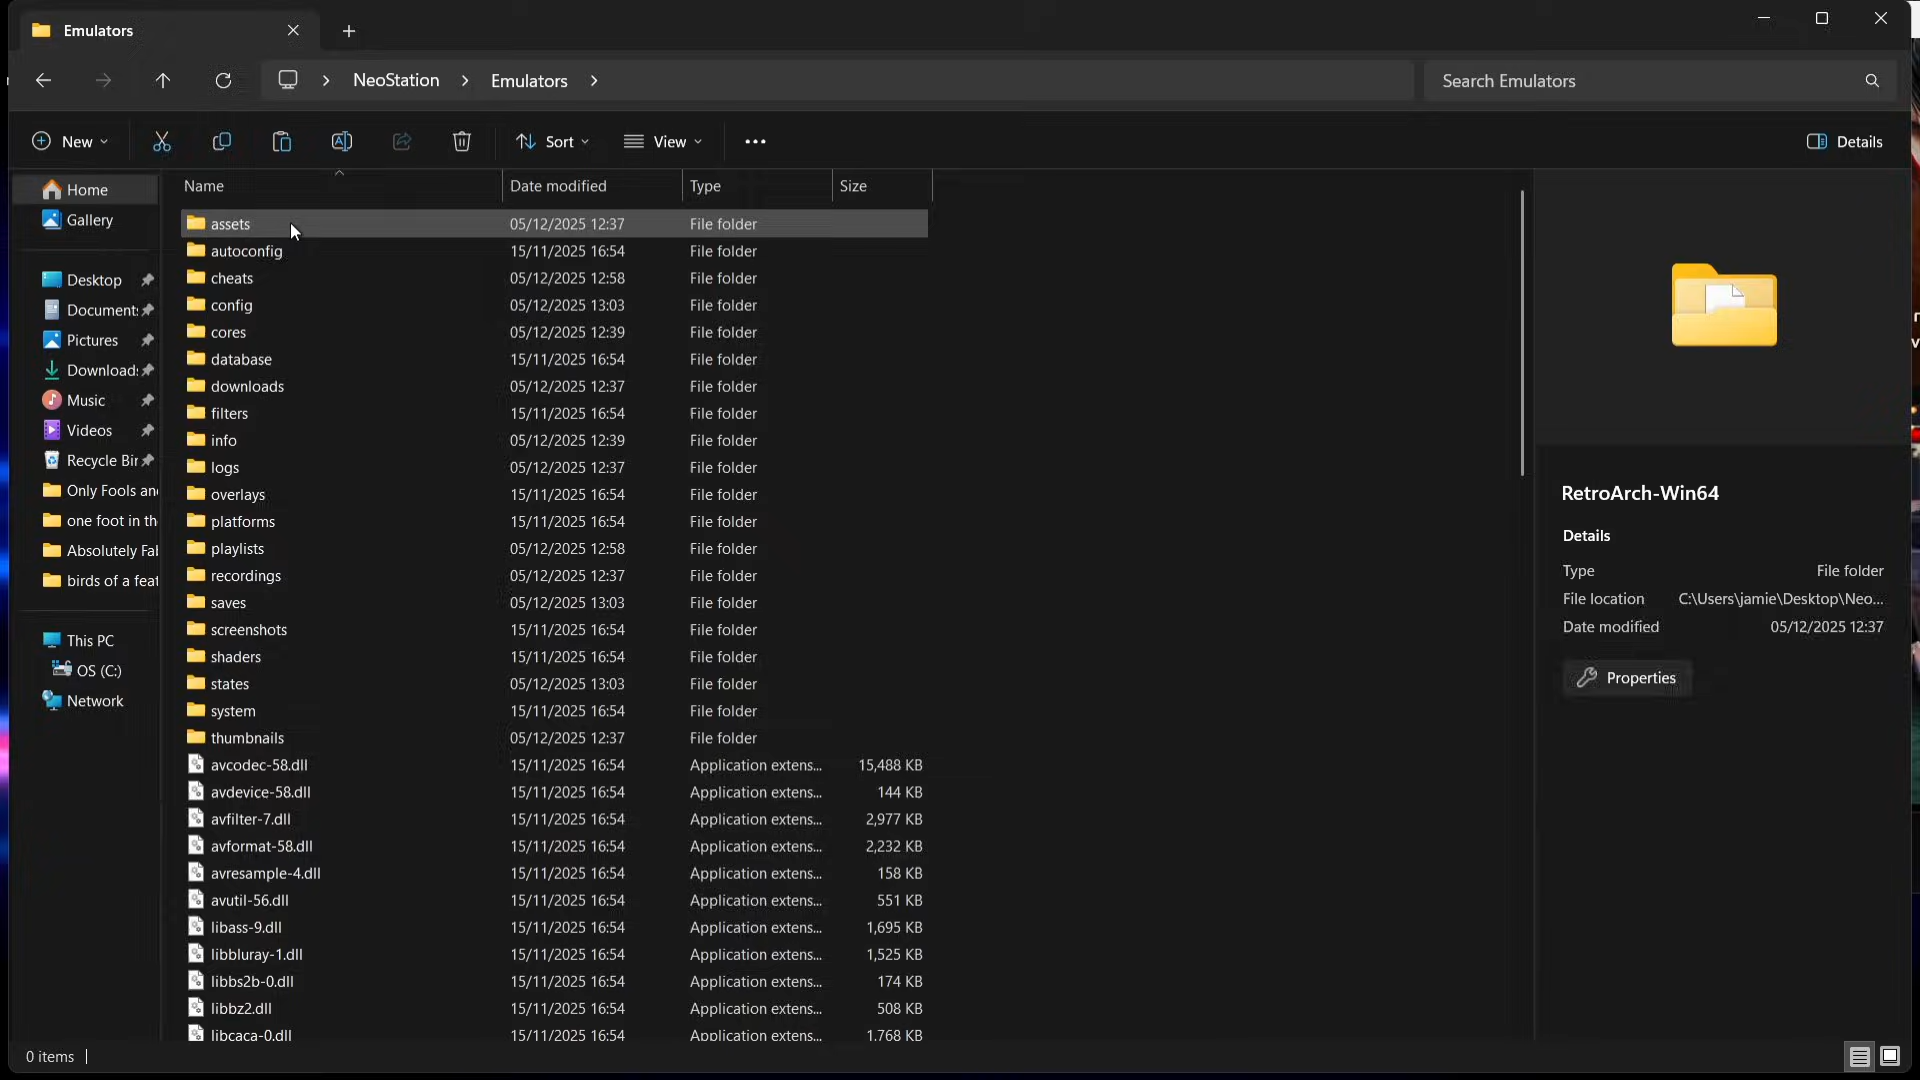 Emulators
NeoStation Emulators
Search Emulators
New Sort View Details
Home
Gallery
Desktop
Document
Pictures
Download
Music
Videos
Recycle Bir
Only Fools an
one foot in th
Absolutely Fa
birds of a feat
This PC
OS (C:)
Network
Name Date modified Type Size
assets 05/12/2025 12:37 File folder
autoconfig 15/11/2025 16:54 File folder
cheats 05/12/2025 12:58 File folder
config 05/12/2025 13:03 File folder
cores 05/12/2025 12:39 File folder
database 15/11/2025 16:54 File folder
downloads 05/12/2025 12:37 File folder
filters 15/11/2025 16:54 File folder
info 05/12/2025 12:39 File folder
logs 05/12/2025 12:37 File folder
overlays 15/11/2025 16:54 File folder
platforms 15/11/2025 16:54 File folder
playlists 05/12/2025 12:58 File folder
recordings 05/12/2025 12:37 File folder
saves 05/12/2025 13:03 File folder
screenshots 15/11/2025 16:54 File folder
shaders 15/11/2025 16:54 File folder
states 05/12/2025 13:03 File folder
system 15/11/2025 16:54 File folder
thumbnails 05/12/2025 12:37 File folder
avcodec-58.dll 15/11/2025 16:54 Application extens... 15,488 KB
avdevice-58.dll 15/11/2025 16:54 Application extens... 144 KB
avfilter-7.dll 15/11/2025 16:54 Application extens... 2,977 KB
avformat-58.dll 15/11/2025 16:54 Application extens... 2,232 KB
avresample-4.dll 15/11/2025 16:54 Application extens... 158 KB
avutil-56.dll 15/11/2025 16:54 Application extens... 551 KB
libass-9.dll 15/11/2025 16:54 Application extens... 1,695 KB
libbluray-1.dll 15/11/2025 16:54 Application extens... 1,525 KB
libbs2b-0.dll 15/11/2025 16:54 Application extens... 174 KB
libbz2.dll 15/11/2025 16:54 Application extens... 508 KB
libcaca-0.dll 15/11/2025 16:54 Application extens... 1,768 KB
RetroArch-Win64
Details
Type File folder
File location C:\Users\jamie\Desktop\Neo...
Date modified 05/12/2025 12:37
Properties
0 items